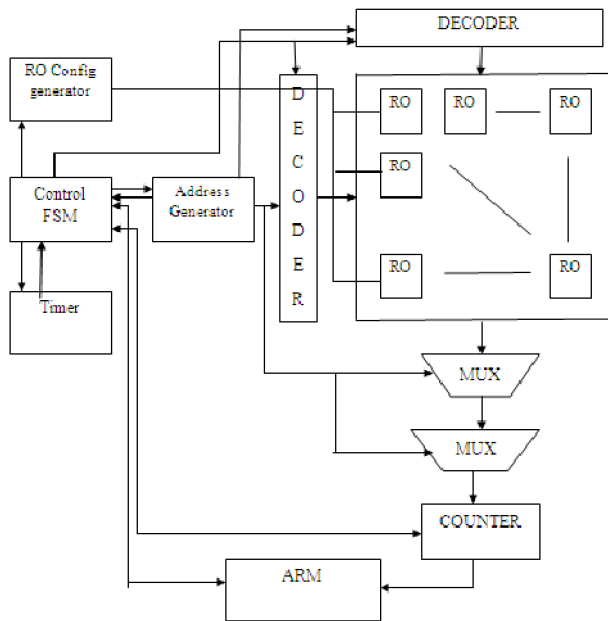 DECODER
RO Config
generator
D
E
C
O
D
E
R
RO
RO
RO
RO
Control
FSM
Address
Generator
RO
RO
Timer
MUX
MUX
COUNTER
ARM